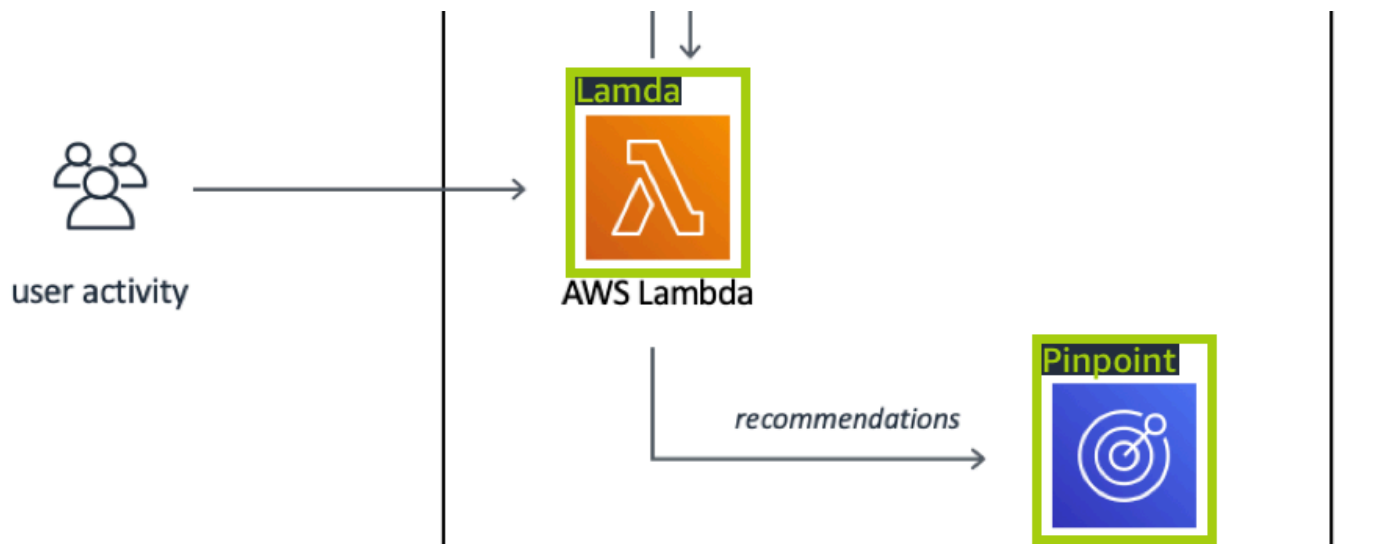 Lamda
user activity
AWS Lambda
Pinpoint
recommendations